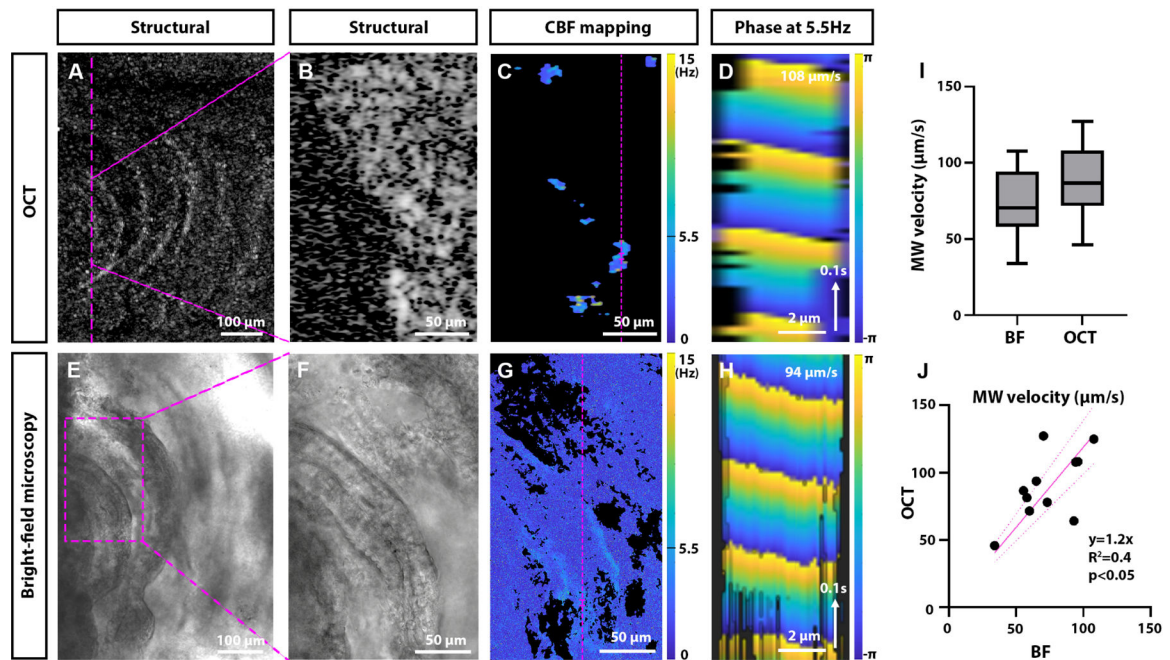 Structural
Structural
CBF mapping
Phase at 5.5Hz
OCT
A
100 µm
B
50 µm
C
50 µm
15
(Hz)
5.5
0
D
108 µm/s
0.1s
2 µm
π
-π
I
MW velocity (µm/s)
150
100
50
0
BF
OCT
Bright-field microscopy
E
100 µm
F
50 µm
G
50 µm
15
(Hz)
5.5
0
H
94 µm/s
0.1s
2 µm
π
-π
J
MW velocity (µm/s)
OCT
150
100
50
0
y=1.2x
R²=0.4
p<0.05
0
50
100
150
BF